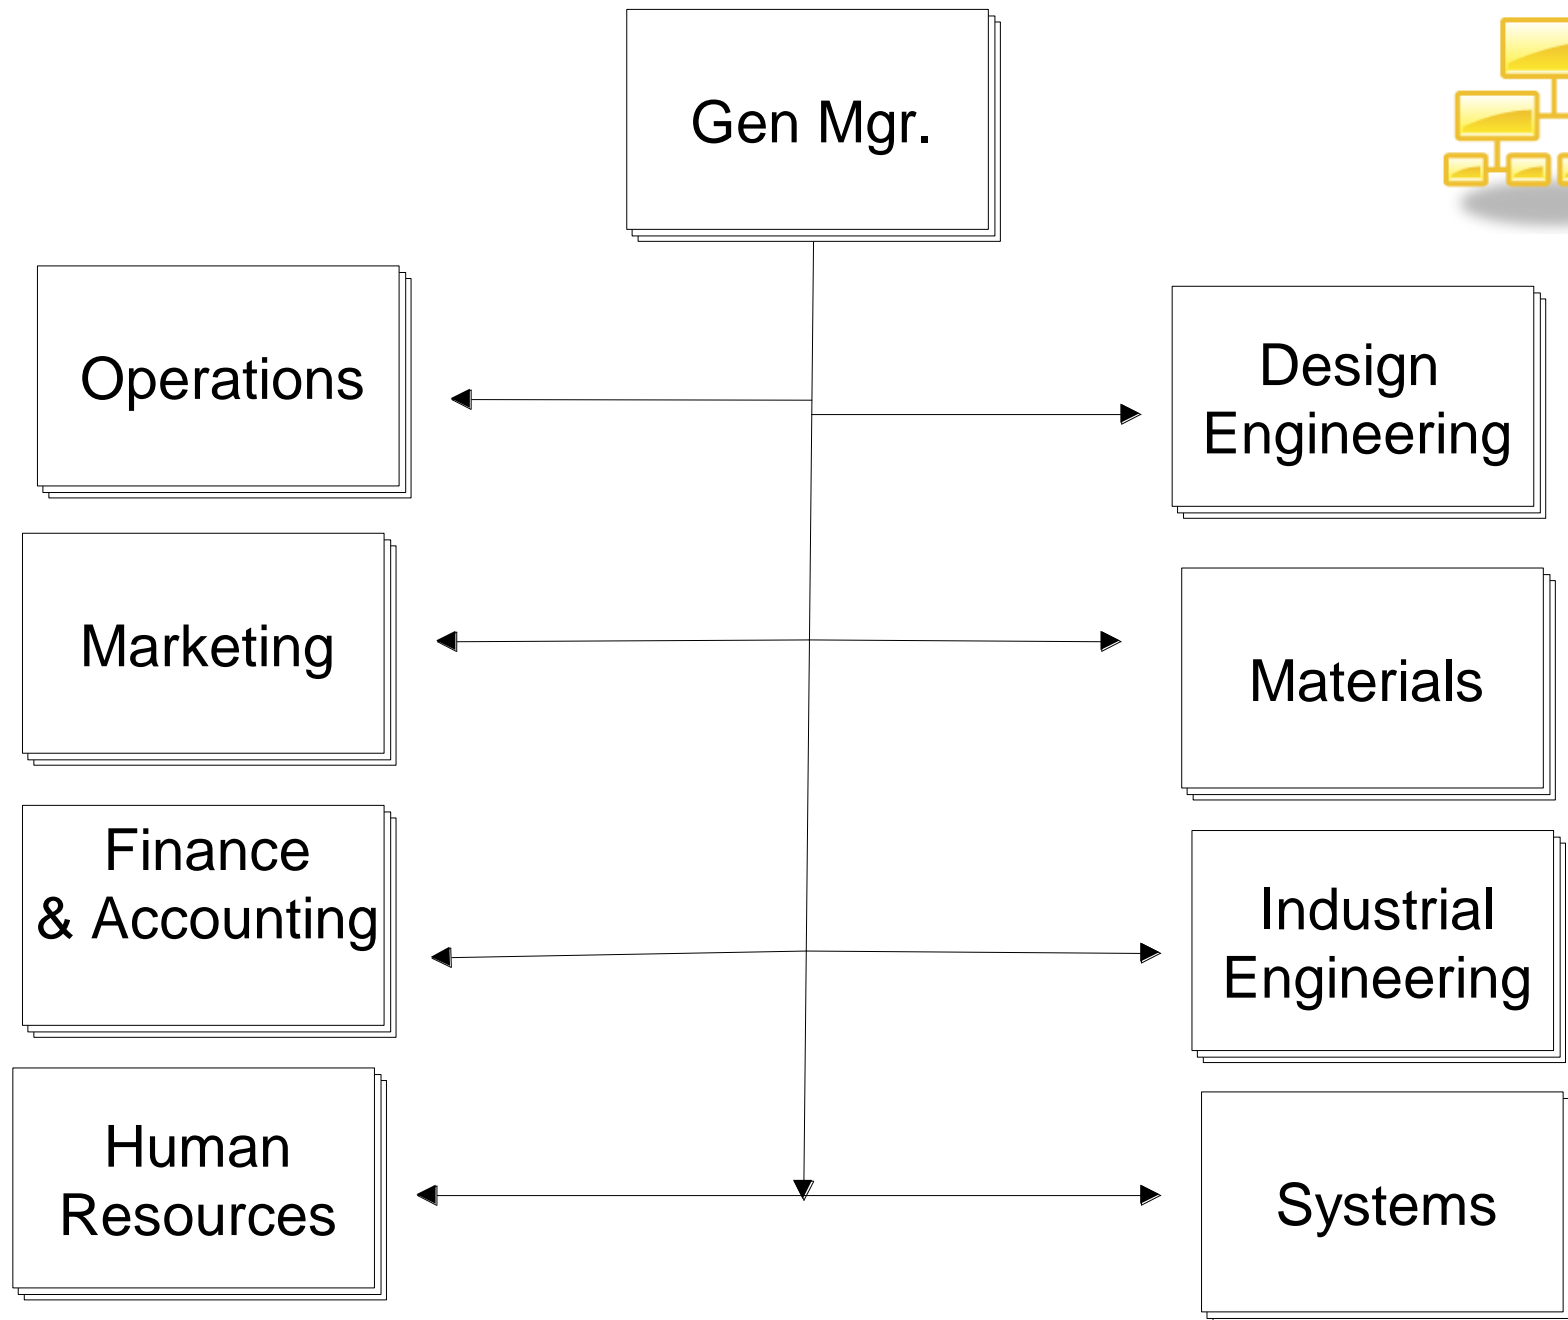 Gen Mgr.
Operations
Design
Engineering
Marketing
Materials
Finance
& Accounting
Industrial
Engineering
Human
Resources
Systems